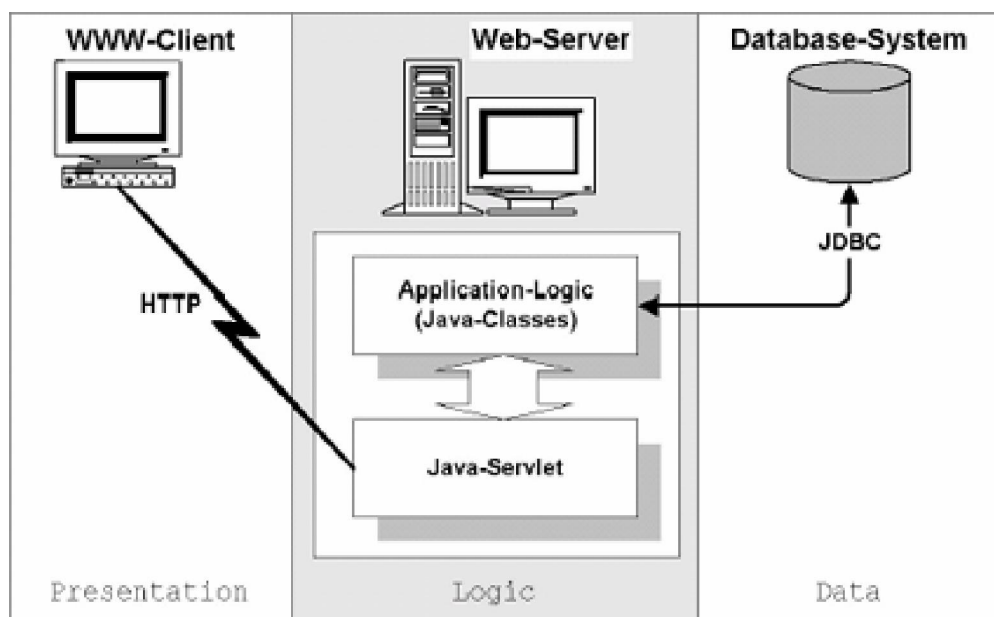 WWW-Client
Web-Server
Database-System
HTTP
JDBC
Application-Logic
(Java-Classes)
Java-Servlet
Presentation
Logic
Data